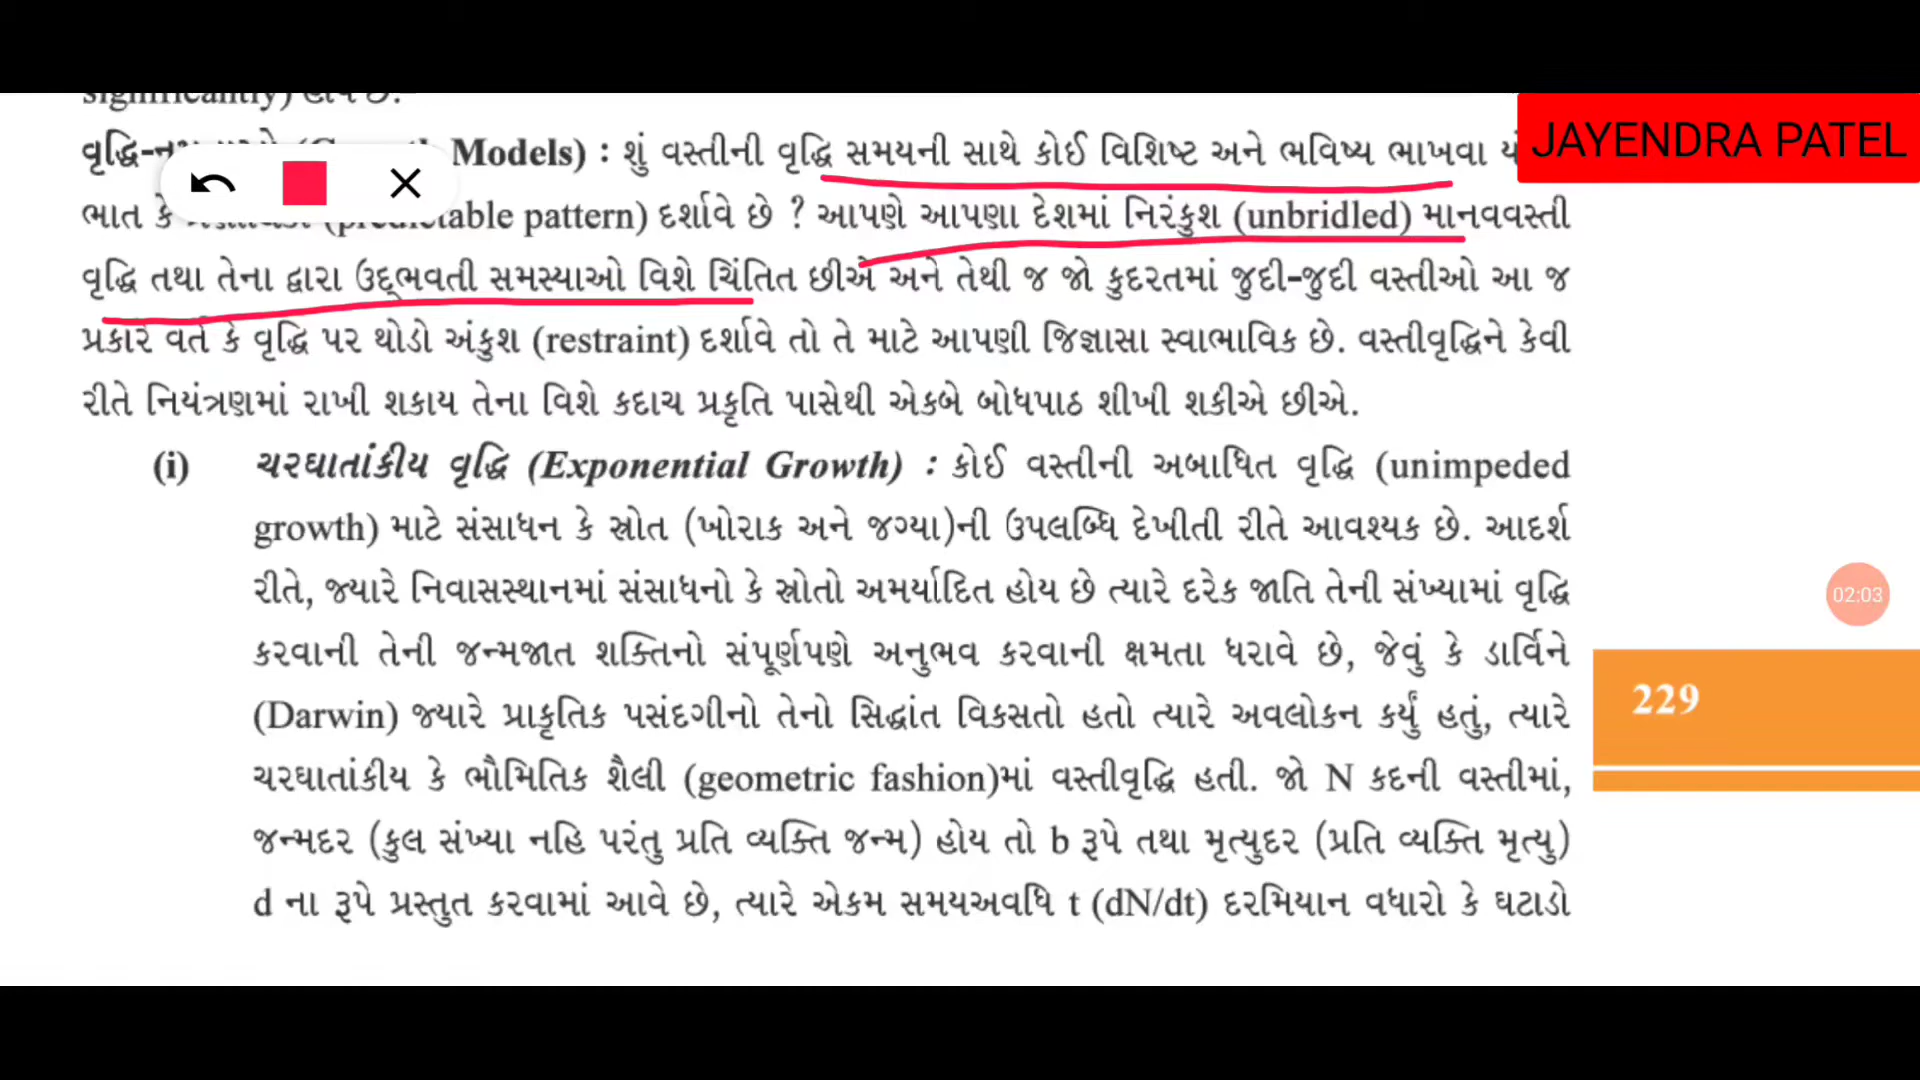 significantly) હોય છે.
વૃદ્ધિ- Models) : શું વસ્તીની વૃદ્ધિ સમયની સાથે કોઈ વિશિષ્ટ અને ભવિષ્ય ભાખવા
JAYENDRA PATEL
ભાત કે (predictable pattern) દર્શાવે છે ? આપણે આપણા દેશમાં નિરંકુશ (unbridled) માનવવસ્તી
વૃદ્ધિ તથા તેના દ્વારા ઉદ્ભવતી સમસ્યાઓ વિશે ચિંતિત છીએ અને તેથી જ જો કુદરતમાં જુદી-જુદી વસ્તીઓ આ જ
પ્રકારે વર્તે કે વૃદ્ધિ પર થોડો અંકુશ (restraint) દર્શાવે તો તે માટે આપણી જિજ્ઞાસા સ્વાભાવિક છે. વસ્તીવૃદ્ધિને કેવી
રીતે નિયંત્રણમાં રાખી શકાય તેના વિશે કદાચ પ્રકૃતિ પાસેથી એકબે બોધપાઠ શીખી શકીએ છીએ.
(i) ચરઘાતાંકીય વૃદ્ધિ (Exponential Growth) : કોઈ વસ્તીની અબાધિત વૃદ્ધિ (unimpeded
growth) માટે સંસાધન કે સ્રોત (ખોરાક અને જગ્યા)ની ઉપલબ્ધિ દેખીતી રીતે આવશ્યક છે. આદર્શ
રીતે, જ્યારે નિવાસસ્થાનમાં સંસાધનો કે સ્રોતો અમર્યાદિત હોય છે ત્યારે દરેક જાતિ તેની સંખ્યામાં વૃદ્ધિ
02:03
કરવાની તેની જન્મજાત શક્તિનો સંપૂર્ણપણે અનુભવ કરવાની ક્ષમતા ધરાવે છે, જેવું કે ડાર્વિને
229
(Darwin) જ્યારે પ્રાકૃતિક પસંદગીનો તેનો સિદ્ધાંત વિકસતો હતો ત્યારે અવલોકન કર્યું હતું, ત્યારે
ચરઘાતાંકીય કે ભૌમિતિક શૈલી (geometric fashion)માં વસ્તીવૃદ્ધિ હતી. જો N કદની વસ્તીમાં,
જન્મદર (કુલ સંખ્યા નહિ પરંતુ પ્રતિ વ્યક્તિ જન્મ) હોય તો b રૂપે તથા મૃત્યુદર (પ્રતિ વ્યક્તિ મૃત્યુ)
d ના રૂપે પ્રસ્તુત કરવામાં આવે છે, ત્યારે એકમ સમયઅવધિ t (dN/dt) દરમિયાન વધારો કે ઘટાડો